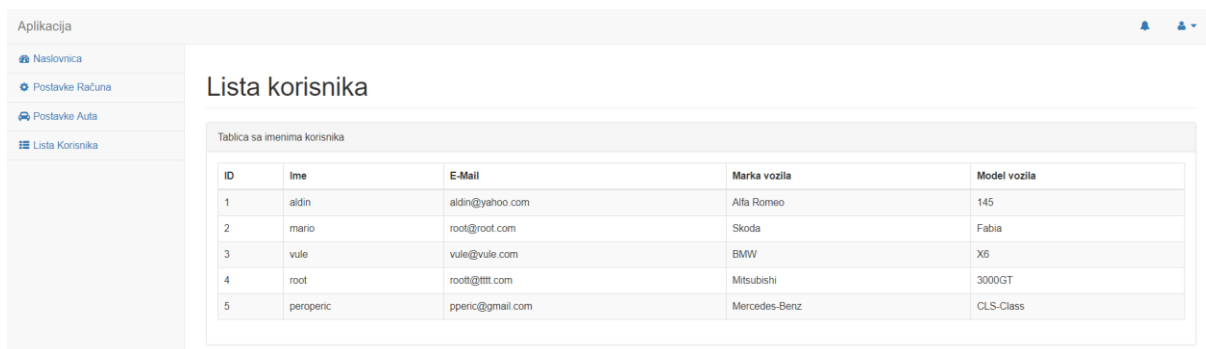 Aplikacija
Naslovnica
Postavke Računa
Postavke Auta
Lista Korisnika
Lista korisnika
Tablica sa imenima korisnika
ID Ime E-Mail Marka vozila Model vozila
1 aldin aldin@yahoo.com Alfa Romeo 145
2 mario root@root.com Skoda Fabia
3 vule vule@vule.com BMW X6
4 root roott@tttt.com Mitsubishi 3000GT
5 peroperic pperic@gmail.com Mercedes-Benz CLS-Class